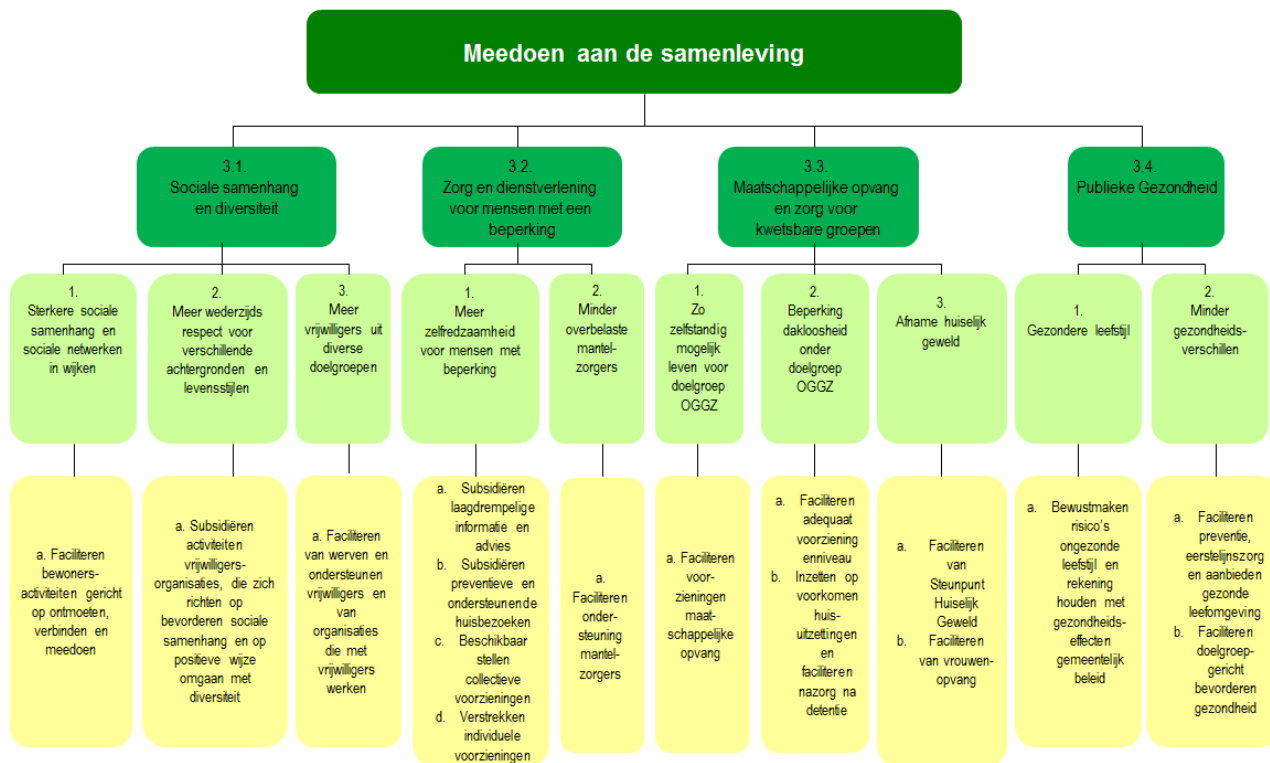 Meedoen aan de samenleving
3.1.
Sociale samenhang
en diversiteit
3.2.
Zorg en dienstverlening
voor mensen met een
beperking
3.3.
Maatschappelijke opvang
en zorg voor
kwetsbare groepen
3.4.
Publieke Gezondheid
1.
Sterkere sociale
samenhang en
sociale netwerken
in wijken
2.
Meer wederzijds
respect voor
verschillende
achtergronden en
levensstijlen
3.
Meer
vrijwilligers uit
diverse
doelgroepen
1.
Meer
zelfredzaamheid
voor mensen met
beperking
2.
Minder
overbelaste
mantel-
zorgers
1.
Zo
zelfstandig
mogelijk
leven voor
doelgroep
OGGZ
2.
Beperking
dakloosheid
onder
doelgroep
OGGZ
3.
Afname huiselijk
geweld
1.
Gezondere leefstijl
2.
Minder
gezondheids-
verschillen
a. Faciliteren
bewoners-
activiteiten gericht
op ontmoeten,
verbinden en
meedoen
a. Subsidiëren
activiteiten
vrijwilligers-
organisaties, die zich
richten op
bevorderen sociale
samenhang en op
positieve wijze
omgaan met
diversiteit
a. Faciliteren
van werven en
ondersteunen
vrijwilligers en
van
organisaties
die met
vrijwilligers
werken
a. Subsidiëren
laagdrempelige
informatie en
advies
b. Subsidiëren
preventieve en
ondersteunende
huisbezoeken
c. Beschikbaar
stellen
collectieve
voorzieningen
d. Verstrekken
individuele
voorzieningen
a.
Faciliteren
onder-
steuning
mantel-
zorgers
a. Faciliteren
voor-
zieningen
maat-
schappelijke
opvang
a. Faciliteren
adequaat
voorziening
enniveau
b. Inzetten op
voorkomen
huis-
uitzettingen
en
faciliteren
nazorg na
detentie
a. Faciliteren
van
Steunpunt
Huiselijk
Geweld
b. Faciliteren
van vrouwen-
opvang
a. Bewustmaken
risico's
ongezonde
leefstijl en
rekening
houden met
gezondheids-
effecten
gemeentelijk
beleid
a. Faciliteren
preventie,
eerstelijnszorg
en aanbieden
gezonde
leefomgeving
b. Faciliteren
doelgroep-
gericht
bevorderen
gezondheid